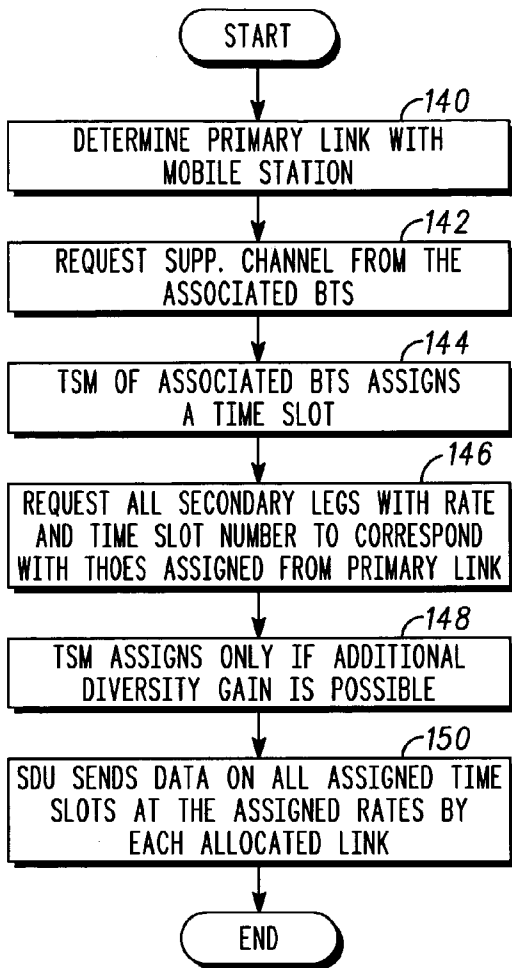 START
140
DETERMINE PRIMARY LINK WITH
MOBILE STATION
142
REQUEST SUPP. CHANNEL FROM THE
ASSOCIATED BTS
144
TSM OF ASSOCIATED BTS ASSIGNS
A TIME SLOT
146
REQUEST ALL SECONDARY LEGS WITH RATE
AND TIME SLOT NUMBER TO CORRESPOND
WITH THOES ASSIGNED FROM PRIMARY LINK
148
TSM ASSIGNS ONLY IF ADDITIONAL
DIVERSITY GAIN IS POSSIBLE
150
SDU SENDS DATA ON ALL ASSIGNED TIME
SLOTS AT THE ASSIGNED RATES BY
EACH ALLOCATED LINK
END